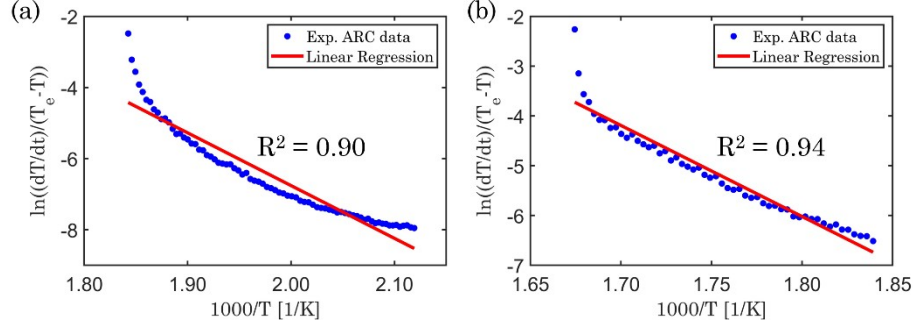 (a)
-2
-4
-6
-8
ln((dT/dt)/(Tₑ-T))
Exp. ARC data
Linear Regression
R² = 0.90
1.80 1.90 2.00 2.10
1000/T [1/K]
(b)
-2
-3
-4
-5
-6
-7
ln((dT/dt)/(Tₑ-T))
Exp. ARC data
Linear Regression
R² = 0.94
1.65 1.70 1.75 1.80 1.85
1000/T [1/K]